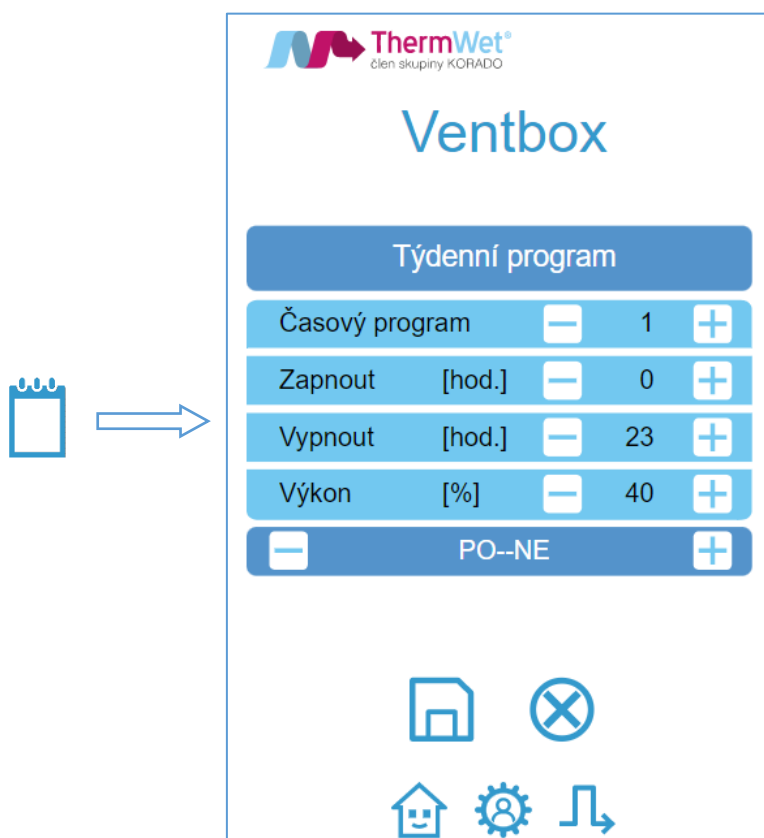 ThermWet®
člen skupiny KORADO
Ventbox
Týdenní program
Časový program 1
Zapnout [hod.] 0
Vypnout [hod.] 23
Výkon [%] 40
PO--NE